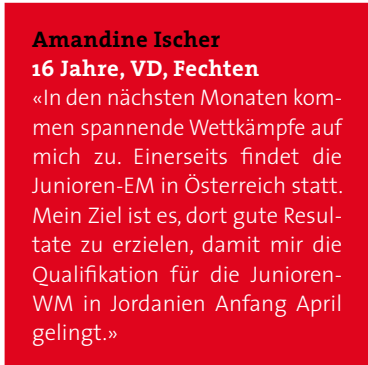 Amandine Ischer
16 Jahre, VD, Fechten
«In den nächsten Monaten kom-
men spannende Wettkämpfe auf
mich zu. Einerseits findet die
Junioren-EM in Österreich statt.
Mein Ziel ist es, dort gute Resul-
tate zu erzielen, damit mir die
Qualifikation für die Junioren-
WM in Jordanien Anfang April
gelingt.»